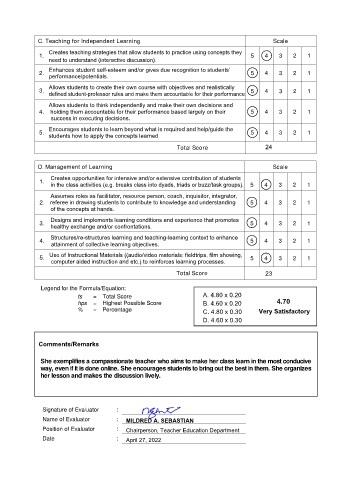 C. Teaching for Independent Learning Scale
1. Creates teaching strategies that allow students to practice using concepts they
need to understand (interactive discussion). 5 4 3 2 1
2. Enhances student self-esteem and/or gives due recognition to students'
performance/potentials. 5 4 3 2 1
3. Allows students to create their own course with objectives and realistically
defined student-professor rules and make them accountable for their performance 5 4 3 2 1
4. Allows students to think independently and make their own decisions and
holding them accountable for their performance based largely on their
success in executing decisions. 5 4 3 2 1
5. Encourages students to learn beyond what is required and help/guide the
students how to apply the concepts learned 5 4 3 2 1
Total Score 24
D. Management of Learning Scale
1. Creates opportunities for intensive and/or extensive contribution of students
in the class activities (e.g. breaks class into dyads, triads or buzz/task groups). 5 4 3 2 1
2. Assumes roles as facilitator, resource person, coach, inquisitor, integrator,
referee in drawing students to contribute to knowledge and understanding
of the concepts at hands. 5 4 3 2 1
3. Designs and implements learning conditions and experience that promotes
healthy exchange and/or confrontations. 5 4 3 2 1
4. Structures/re-structures learning and teaching-learning context to enhance
attainment of collective learning objectives. 5 4 3 2 1
5. Use of Instructional Materials (audio/video materials: fieldtrips, film showing,
computer aided instruction and etc.) to reinforces learning processes. 5 4 3 2 1
Total Score 23
Legend for the Formula/Equation:
ts = Total Score
hps = Highest Possible Score
% = Percentage
A. 4.80 x 0.20
B. 4.60 x 0.20
C. 4.80 x 0.30
D. 4.60 x 0.30
4.70
Very Satisfactory
Comments/Remarks
She exemplifies a compassionate teacher who aims to make her class learn in the most conducive
way, even if it is done online. She encourages students to bring out the best in them. She organizes
her lesson and makes the discussion lively.
Signature of Evaluator :
Name of Evaluator : MILDRED A. SEBASTIAN
Position of Evaluator : Chairperson, Teacher Education Department
Date : April 27, 2022